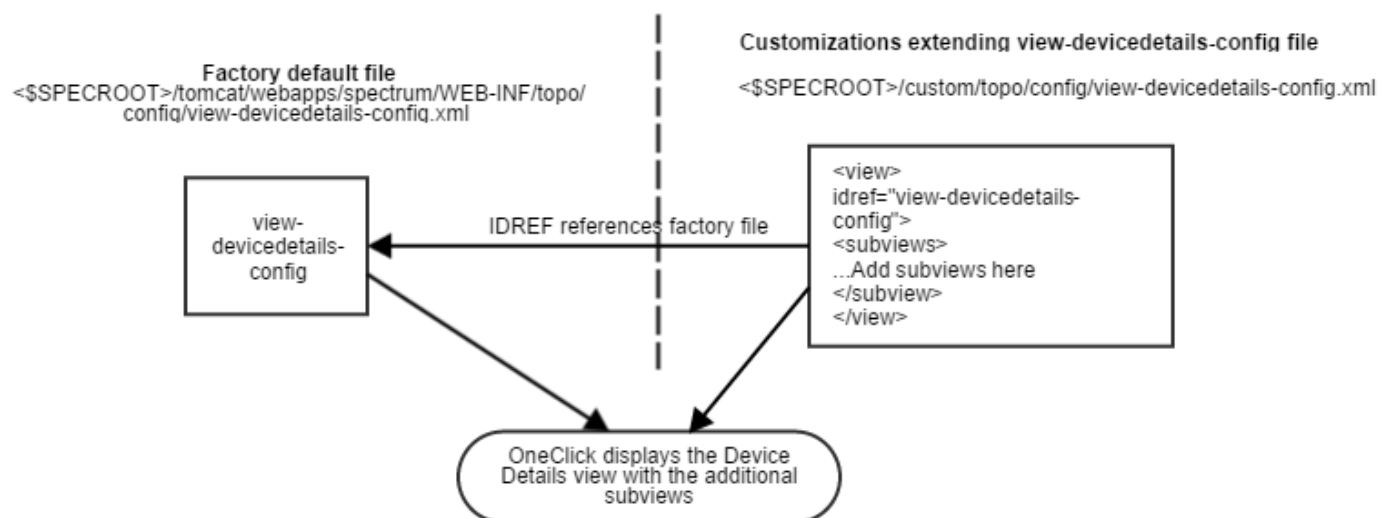 Factory default file
<$SPECROOT>/tomcat/webapps/spectrum/WEB-INF/topo/
config/view-devicedetails-config.xml
Customizations extending view-devicedetails-config file
<$SPECROOT>/custom/topo/config/view-devicedetails-config.xml
view-
devicedetails-
config
IDREF references factory file
<view>
idref="view-devicedetails-
config">
<subviews>
...Add subviews here
</subview>
</view>
OneClick displays the Device
Details view with the additional
subviews